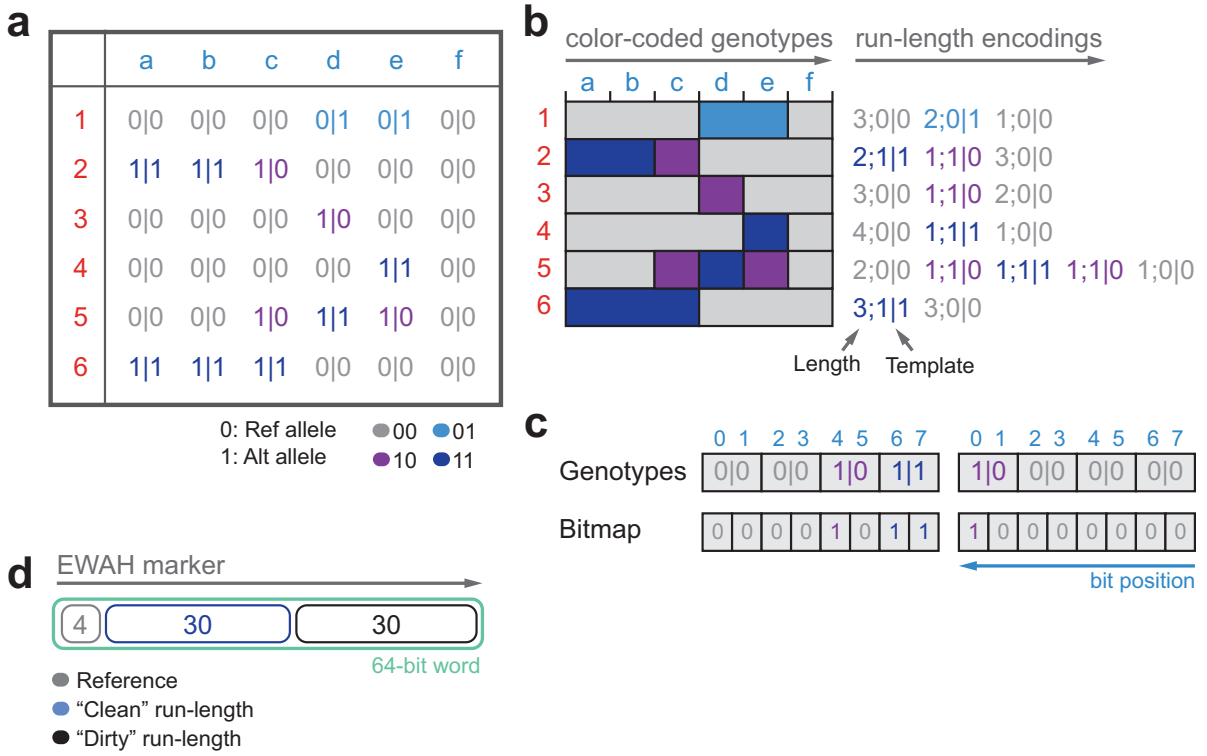 a
a b c d e f
1 0|0 0|0 0|0 0|1 0|1 0|0
2 1|1 1|1 1|0 0|0 0|0 0|0
3 0|0 0|0 0|0 1|0 0|0 0|0
4 0|0 0|0 0|0 0|0 1|1 0|0
5 0|0 0|0 1|0 1|1 1|0 0|0
6 1|1 1|1 1|1 0|0 0|0 0|0
0: Ref allele 00 01
1: Alt allele 10 11
b
color-coded genotypes run-length encodings
a b c d e f
1 3;0|0 2;0|1 1;0|0
2 2;1|1 1;1|0 3;0|0
3 3;0|0 1;1|0 2;0|0
4 4;0|0 1;1|1 1;0|0
5 2;0|0 1;1|0 1;1|1 1;1|0 1;0|0
6 3;1|1 3;0|0
Length Template
c
0 1 2 3 4 5 6 7 0 1 2 3 4 5 6 7
Genotypes 0|0 0|0 1|0 1|1 1|0 0|0 0|0 0|0
Bitmap 0 0 0 0 1 0 1 1 1 0 0 0 0 0 0 0
bit position
d
EWAH marker
4 30 30
64-bit word
Reference
“Clean” run-length
“Dirty” run-length